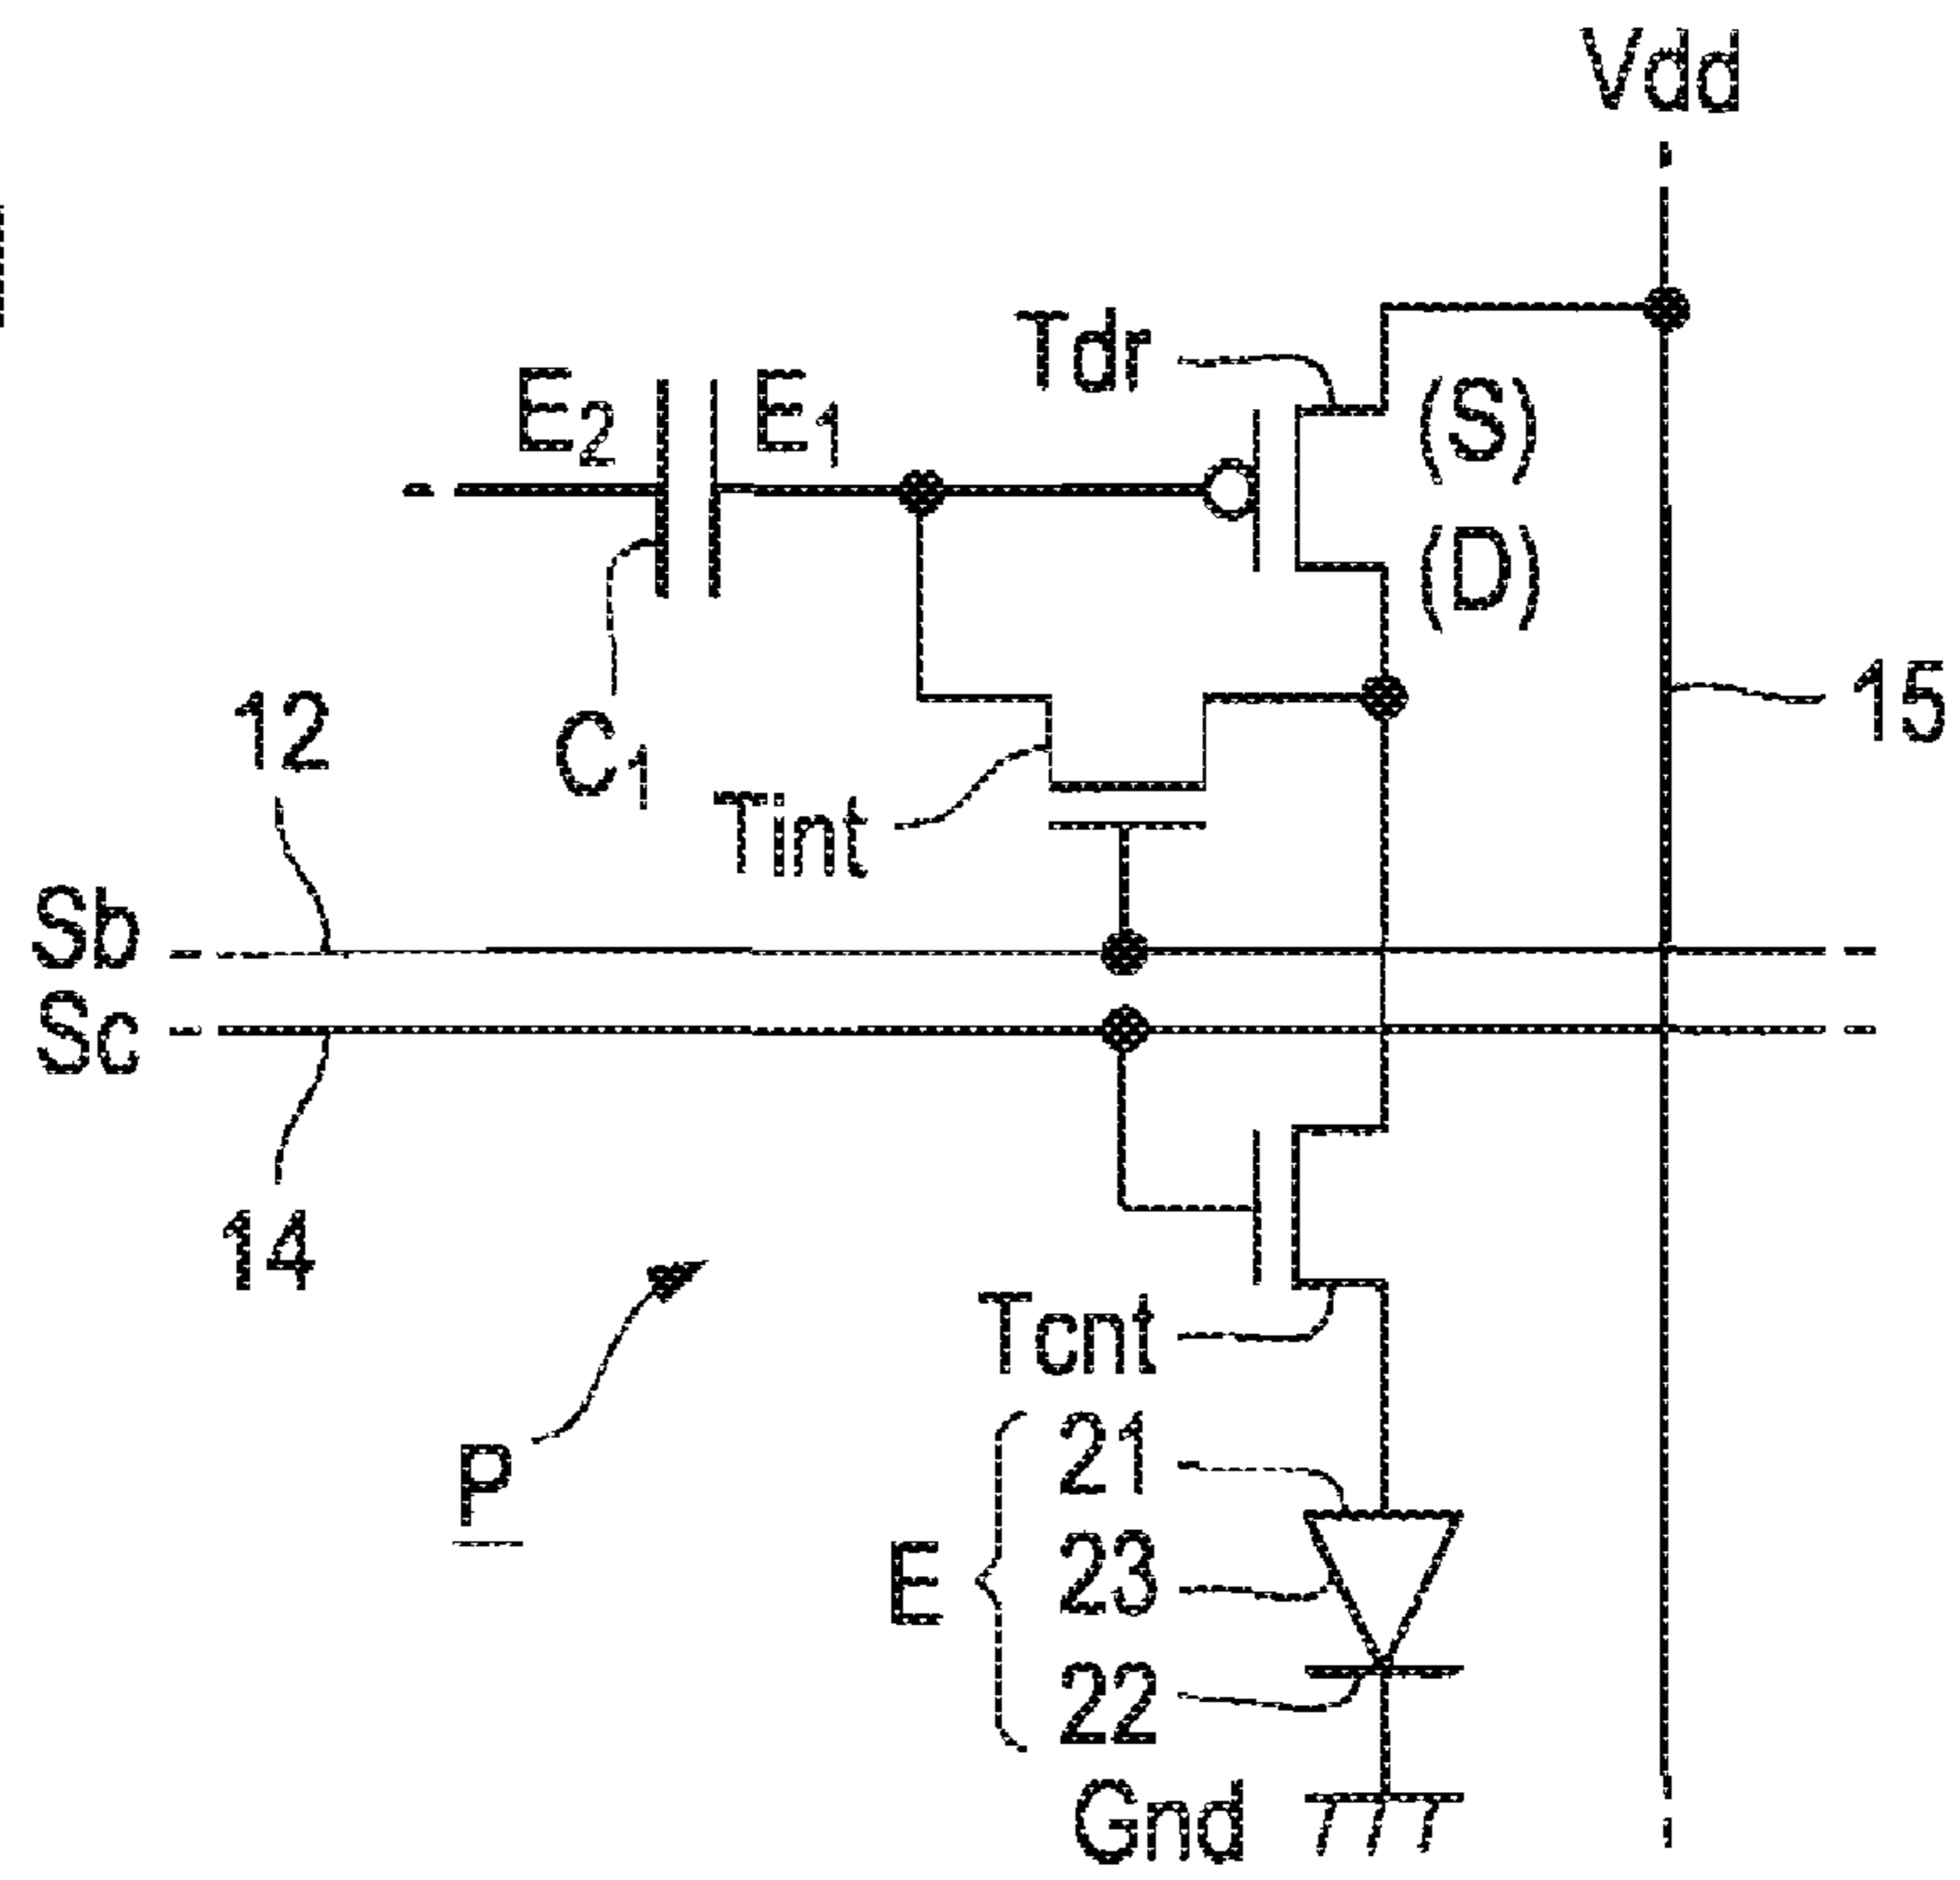 Vdd
Tdr
E2 E1
(S)
(D)
15
12
C1
Tint
Sb
Sc
14
Tcnt
P
21
E 23
22
Gnd